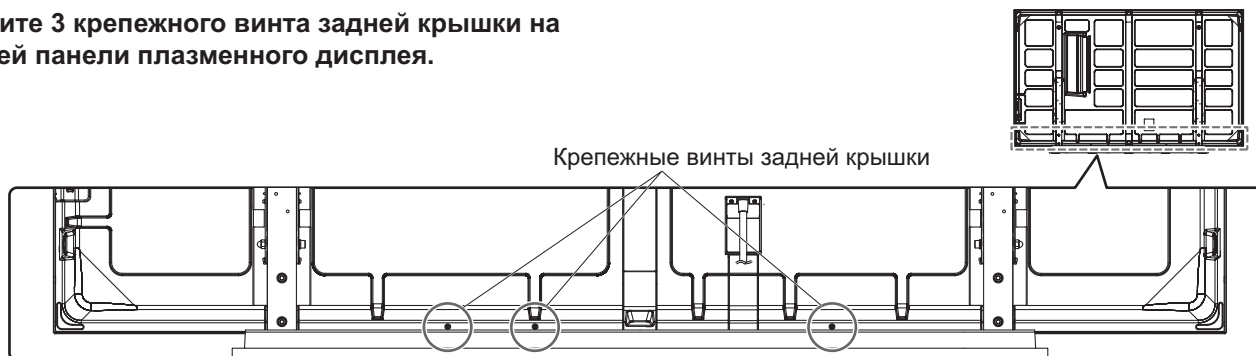 ите 3 крепежного винта задней крышки на
ей панели плазменного дисплея.
Крепежные винты задней крышки